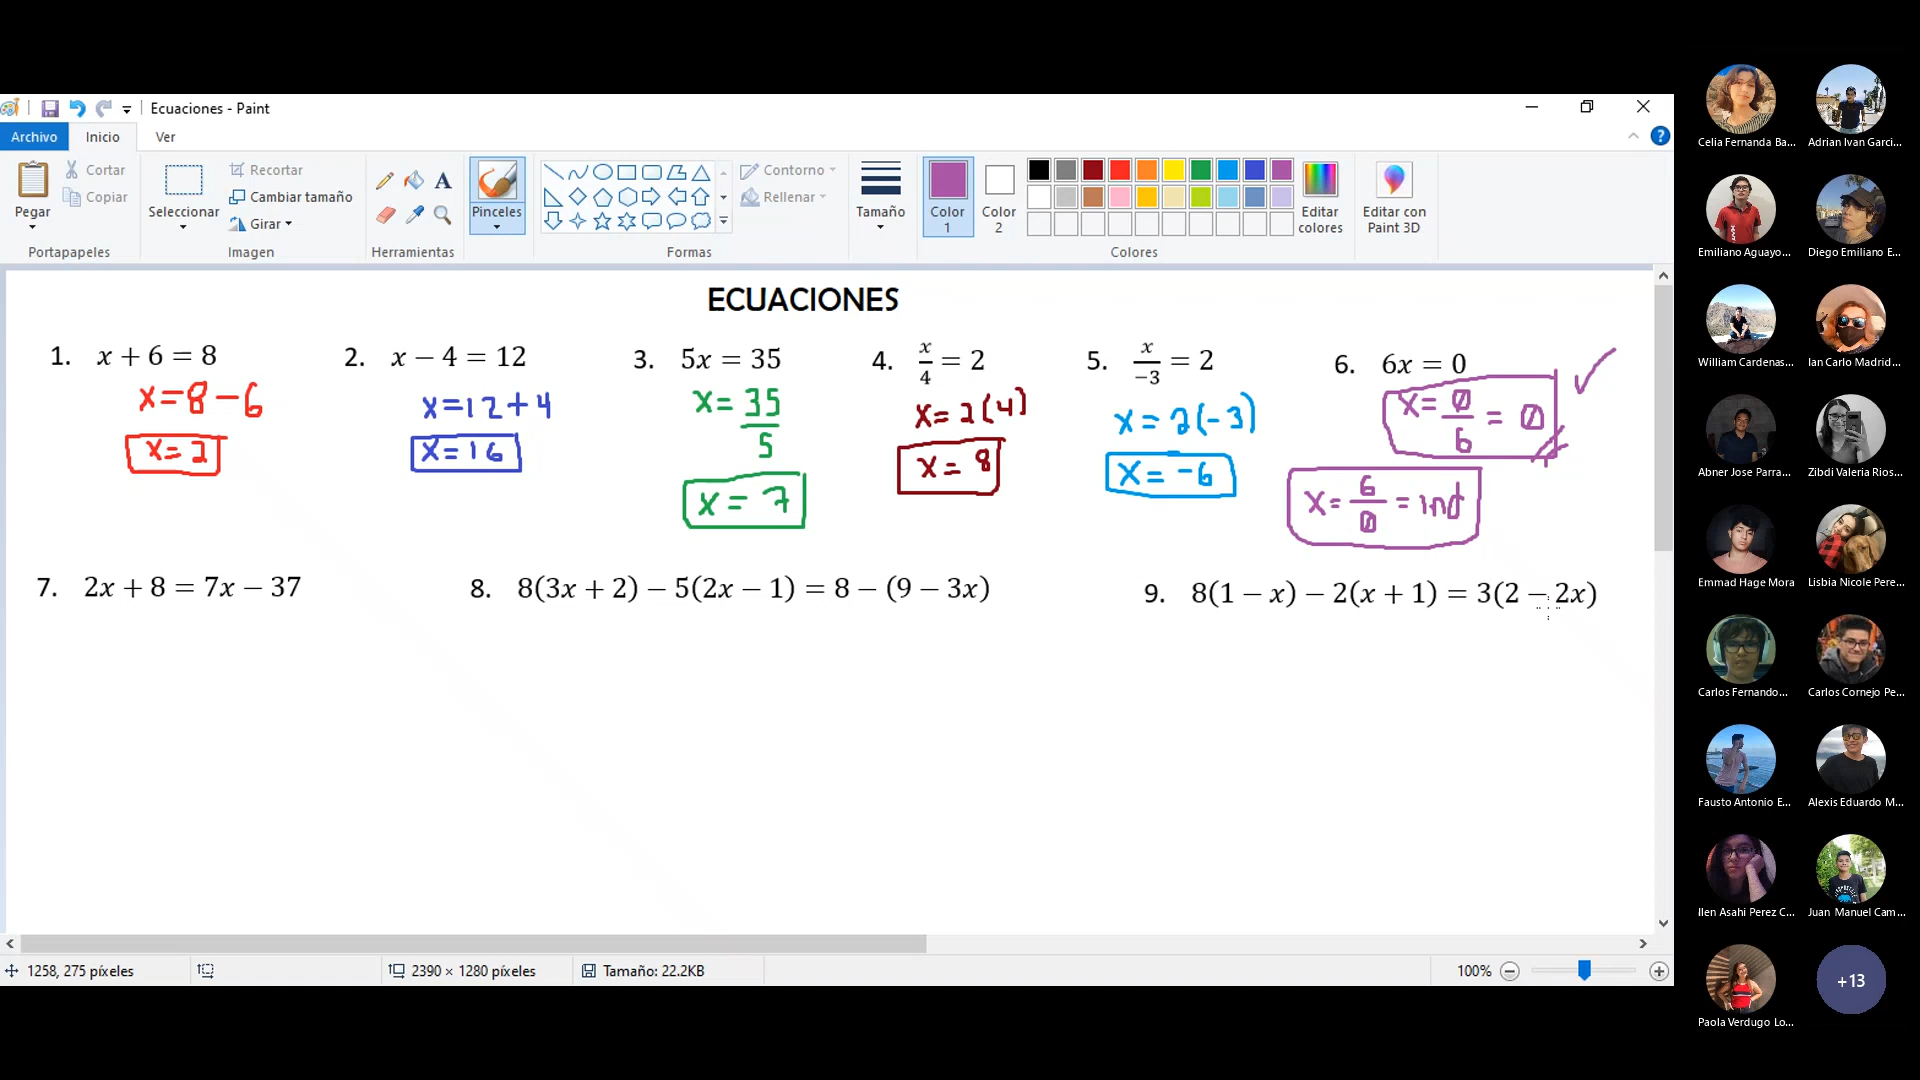 Ecuaciones - Paint
Archivo Inicio Ver
Pegar
Cortar
Copiar
Portapapeles
Seleccionar
Recortar
Cambiar tamaño
Girar
Imagen
A
Herramientas
Pinceles
Contorno
Rellenar
Formas
Tamaño
Color 1
Color 2
Editar colores
Colores
Editar con Paint 3D
ECUACIONES
1. x + 6 = 8
x=8-6
x=2
2. x − 4 = 12
x=12+4
x=16
3. 5x = 35
x= 35/5
x = 7
4. x/4 = 2
x=2(4)
x= 8
5. x/−3 = 2
x=2(-3)
x= -6
6. 6x = 0
x= 0/6 = 0
x= 6/0 = ind
7. 2x + 8 = 7x − 37
8. 8(3x + 2) − 5(2x − 1) = 8 − (9 − 3x)
9. 8(1 − x) − 2(x + 1) = 3(2 − 2x)
1258, 275 píxeles
2390 × 1280 píxeles
Tamaño: 22.2KB
100%
Celia Fernanda Ba...
Adrian Ivan Garci...
Emiliano Aguayo...
Diego Emiliano E...
William Cardenas...
Ian Carlo Madrid...
Abner Jose Parra...
Zibdi Valeria Rios...
Emmad Hage Mora
Lisbia Nicole Pere...
Carlos Fernando...
Carlos Cornejo Pe...
Fausto Antonio E...
Alexis Eduardo M...
Ilen Asahi Perez C...
Juan Manuel Cam...
Paola Verdugo Lo...
+13